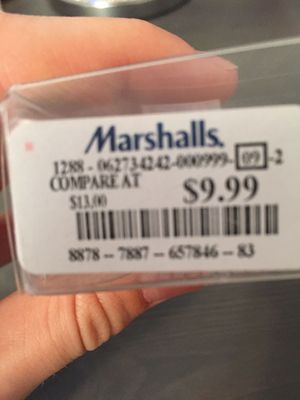 Marshalls.
1288 - 062734242-000999- 09 -2
COMPARE AT
$13.00
$9.99
8878 -- 7887 -- 657846 -- 83